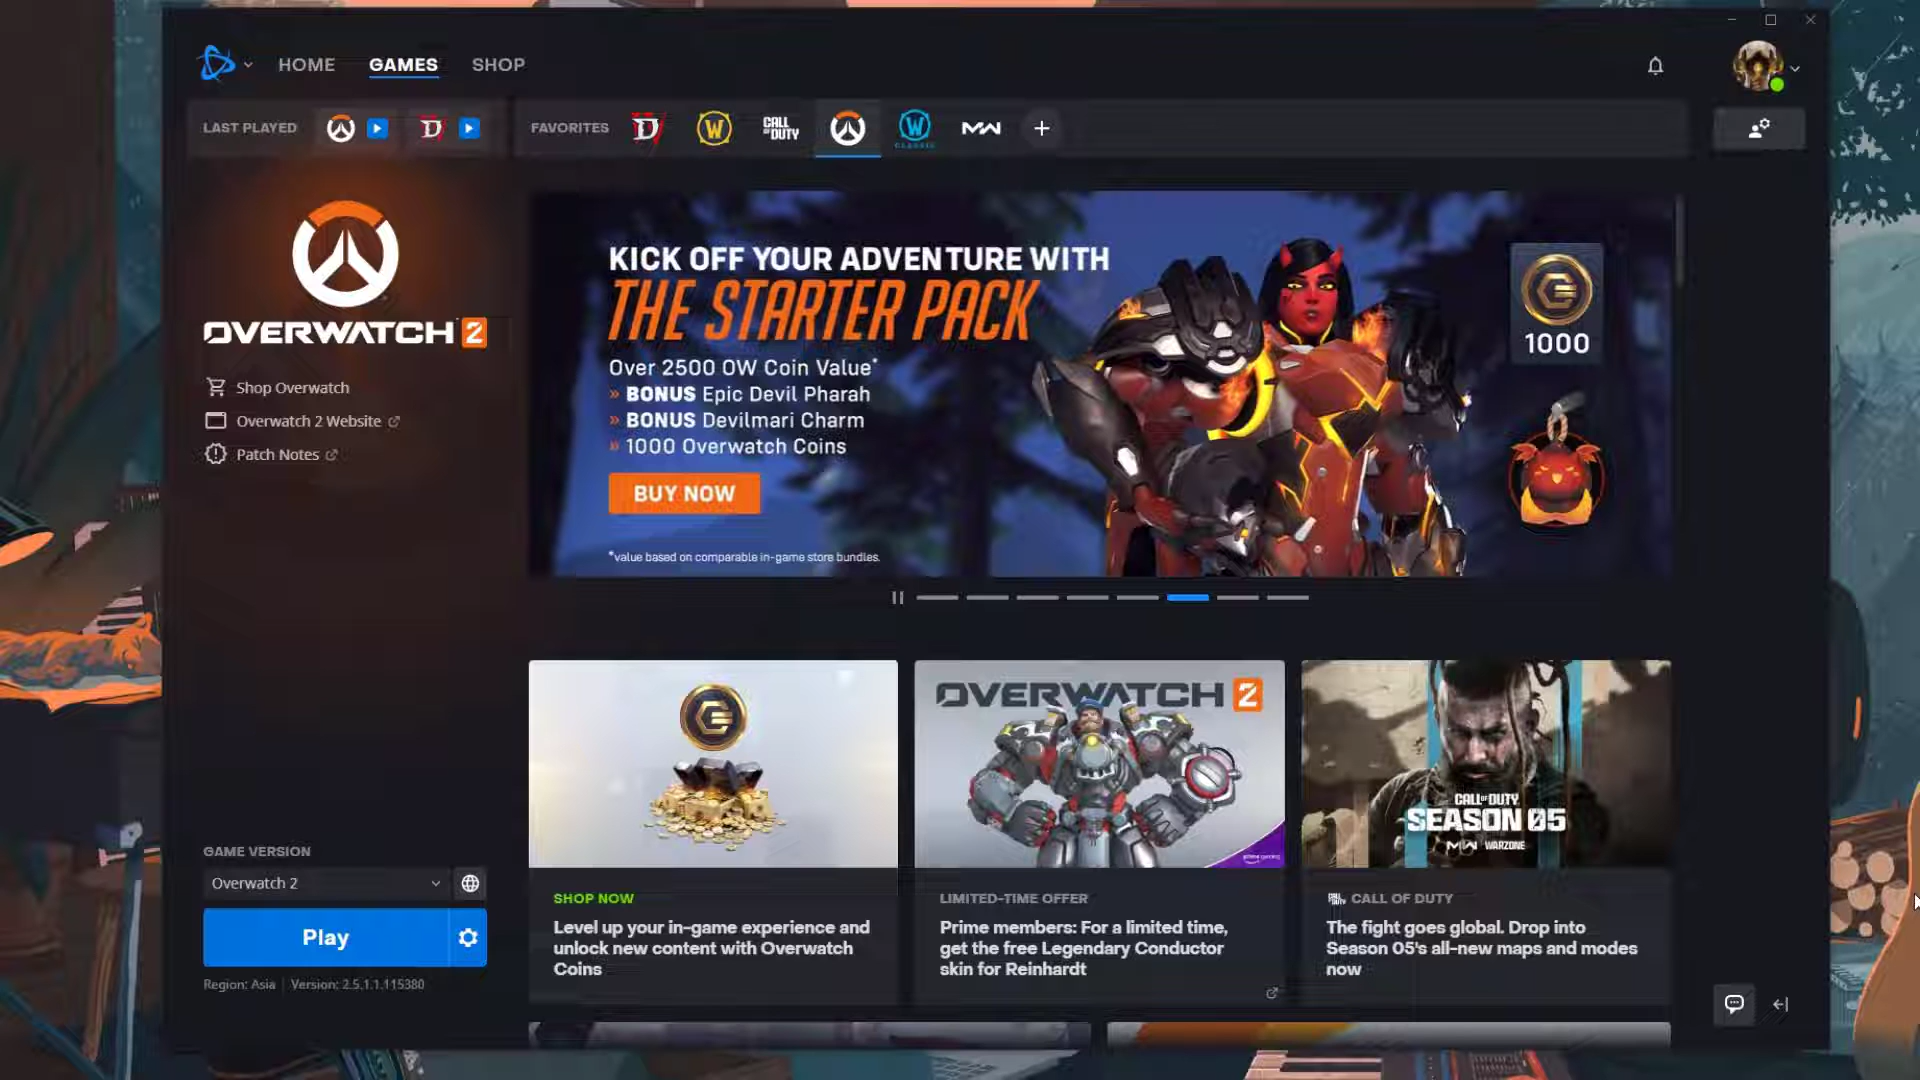 HOME
GAMES
SHOP
LAST PLAYED
FAVORITES
CALL OF DUTY
CLASSIC
MW
OVERWATCH 2
Shop Overwatch
Overwatch 2 Website
Patch Notes
KICK OFF YOUR ADVENTURE WITH
THE STARTER PACK
Over 2500 OW Coin Value*
» BONUS Epic Devil Pharah
» BONUS Devilmari Charm
» 1000 Overwatch Coins
BUY NOW
*value based on comparable in-game store bundles.
1000
SHOP NOW
Level up your in-game experience and
unlock new content with Overwatch
Coins
OVERWATCH 2
prime gaming
LIMITED-TIME OFFER
Prime members: For a limited time,
get the free Legendary Conductor
skin for Reinhardt
CALL OF DUTY
SEASON 05
MW WARZONE
CALL OF DUTY
The fight goes global. Drop into
Season 05's all-new maps and modes
now
GAME VERSION
Overwatch 2
Play
Region: Asia | Version: 2.5.1.1.115380